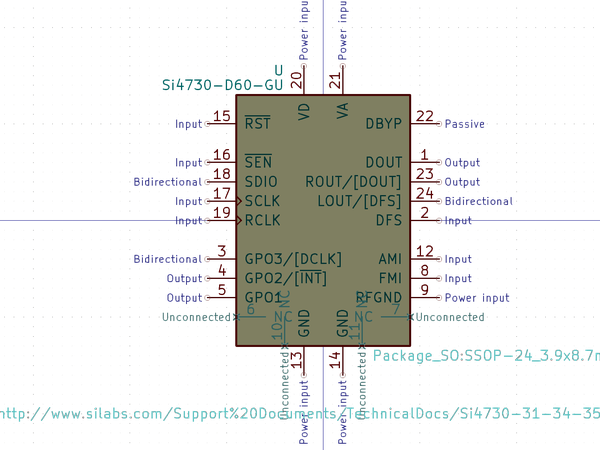 Power input
Power input
20
21
U
Si4730-D60-GU
VD
VA
Input 15 RST
DBYP 22 Passive
Input 16 SEN
DOUT 1 Output
Bidirectional 18 SDIO
ROUT/[DOUT] 23 Output
Input 17 SCLK
LOUT/[DFS] 24 Bidirectional
Input 19 RCLK
DFS 2 Input
Bidirectional 3 GPO3/[DCLK]
AMI 12 Input
Output 4 GPO2/[INT]
FMI 8 Input
Output 5 GPO1
RFGND 9 Power input
Unconnected 6 NC
NC 7 Unconnected
NC 10 Unconnected
GND 13 Power input
GND 14 Power input
NC 11 Unconnected
Package_SO:SSOP-24_3.9x8.7m
http://www.silabs.com/Support%20Documents/TechnicalDocs/Si4730-31-34-35